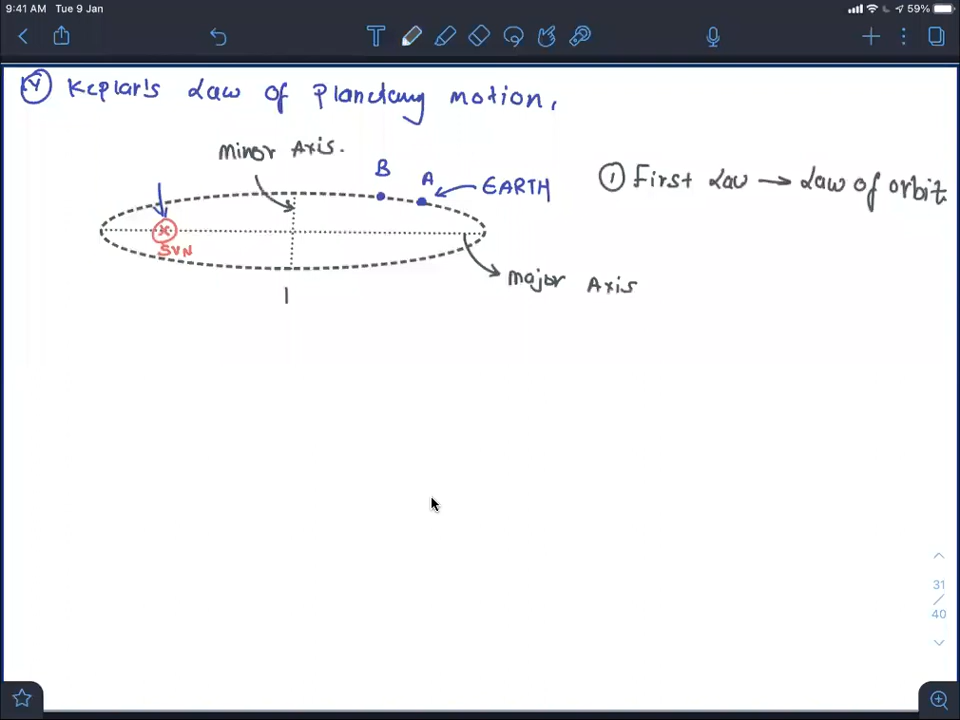 9:41 AM Tue 9 Jan
59%
IV Keplar's Law of Planetary motion.
Minor Axis.
B
A
EARTH
① First Law → Law of orbit
SUN
Major Axis
1
31
/
40